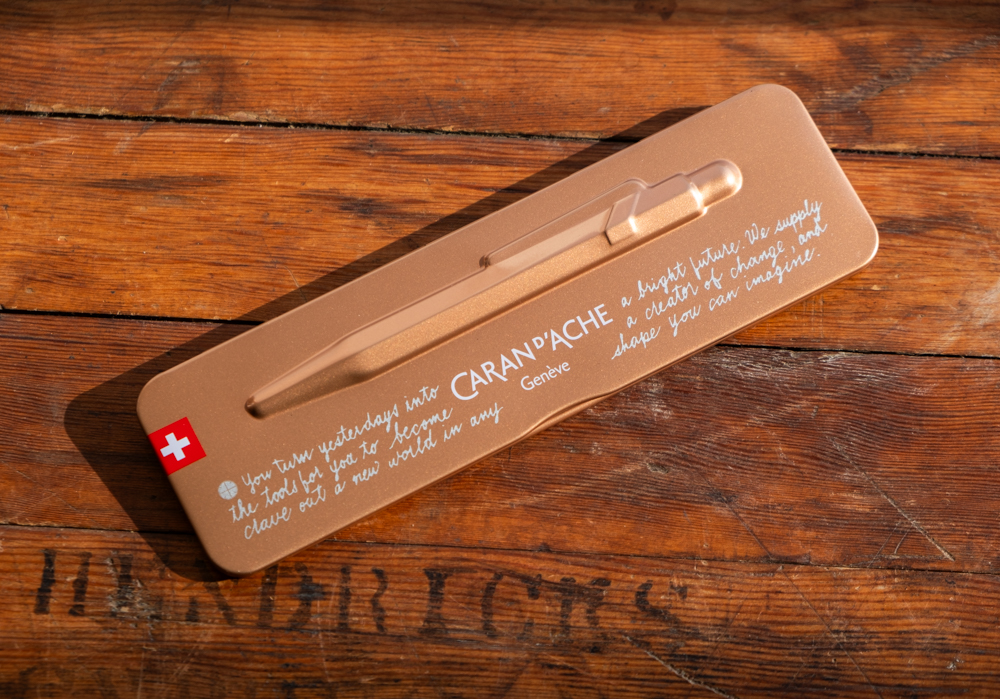 You turn yesterdays into a bright future. We supply
the tools for you to become a creator of change, and
clave out a new world in any shape you can imagine.
CARAN D'ACHE
Genève
HENDRICKS